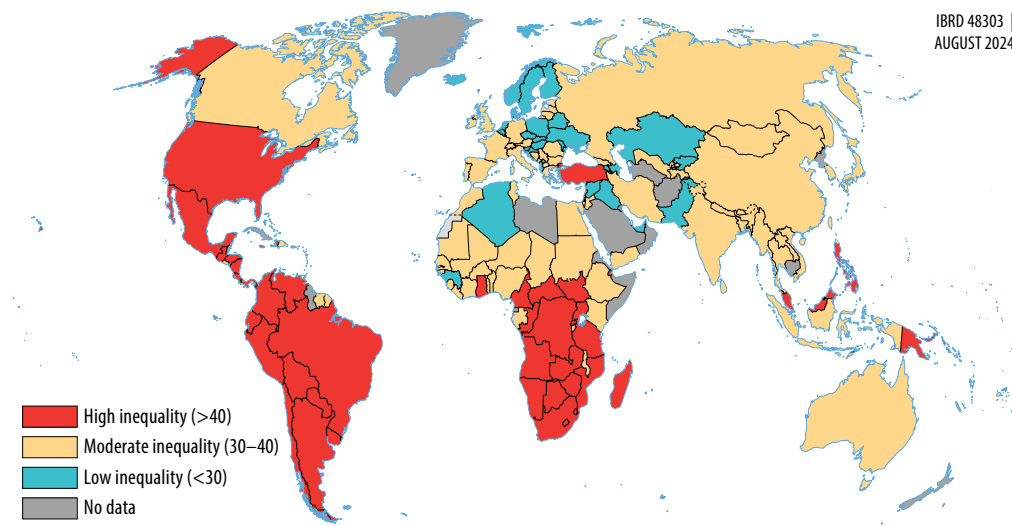 IBRD 48303 |
AUGUST 2024
High inequality (>40)
Moderate inequality (30–40)
Low inequality (<30)
No data